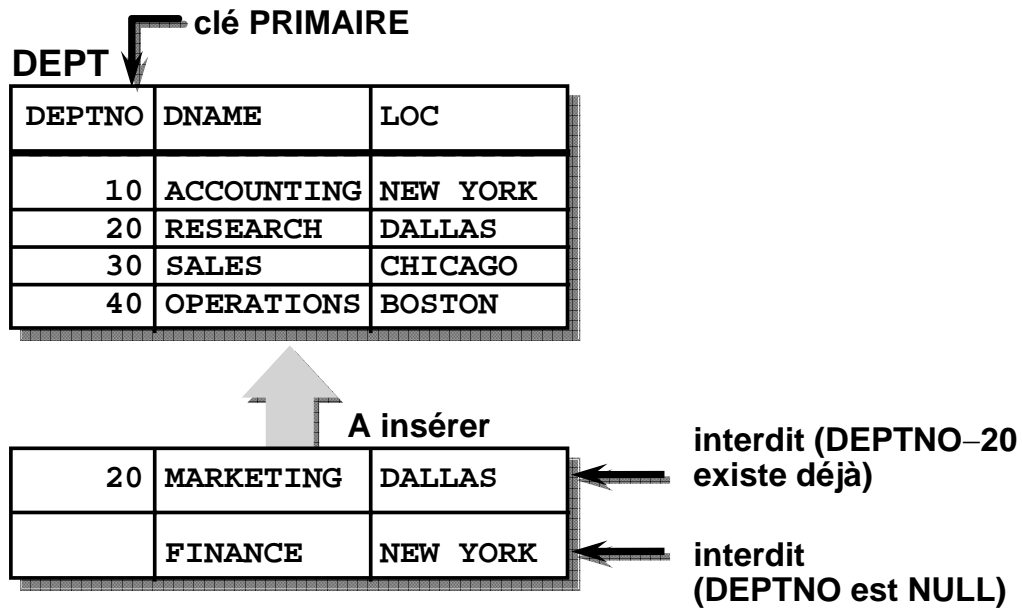 clé PRIMAIRE
DEPT
DEPTNO DNAME LOC
10 ACCOUNTING NEW YORK
20 RESEARCH DALLAS
30 SALES CHICAGO
40 OPERATIONS BOSTON
A insérer
20 MARKETING DALLAS
interdit (DEPTNO–20
existe déjà)
FINANCE NEW YORK
interdit
(DEPTNO est NULL)